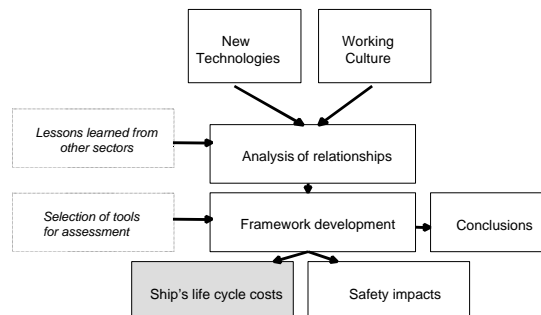 New
Technologies
Working
Culture
Lessons learned from
other sectors
Analysis of relationships
Selection of tools
for assessment
Framework development
Conclusions
Ship's life cycle costs
Safety impacts